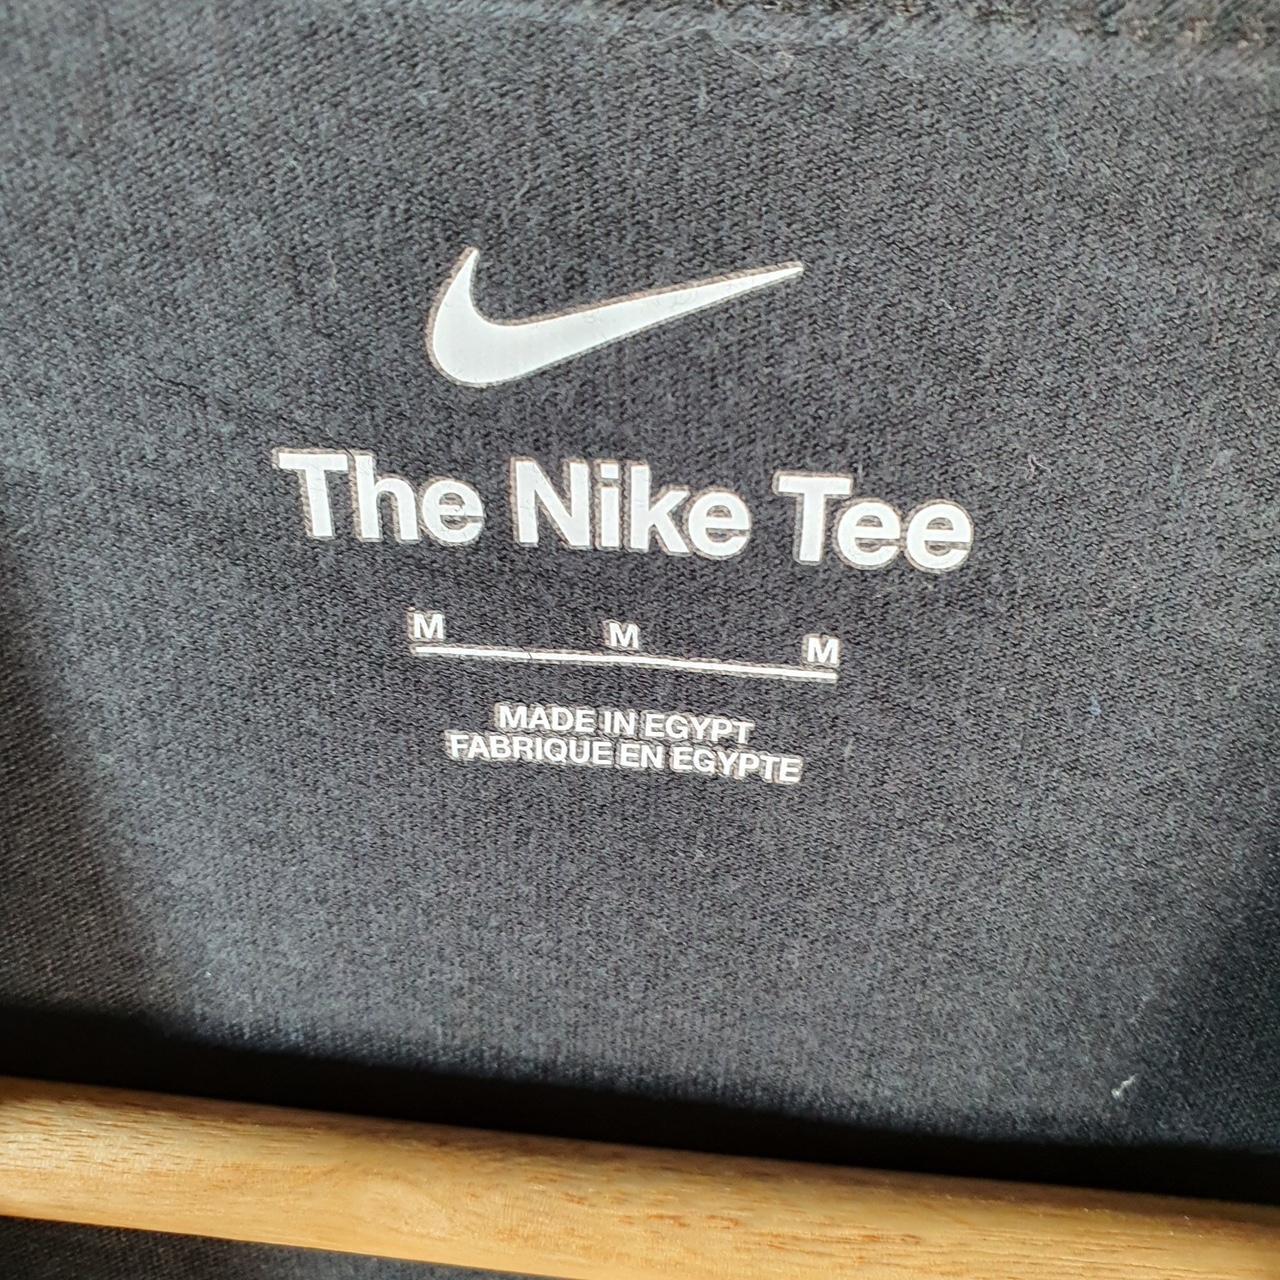 The Nike Tee
M M M
MADE IN EGYPT
FABRIQUE EN EGYPTE